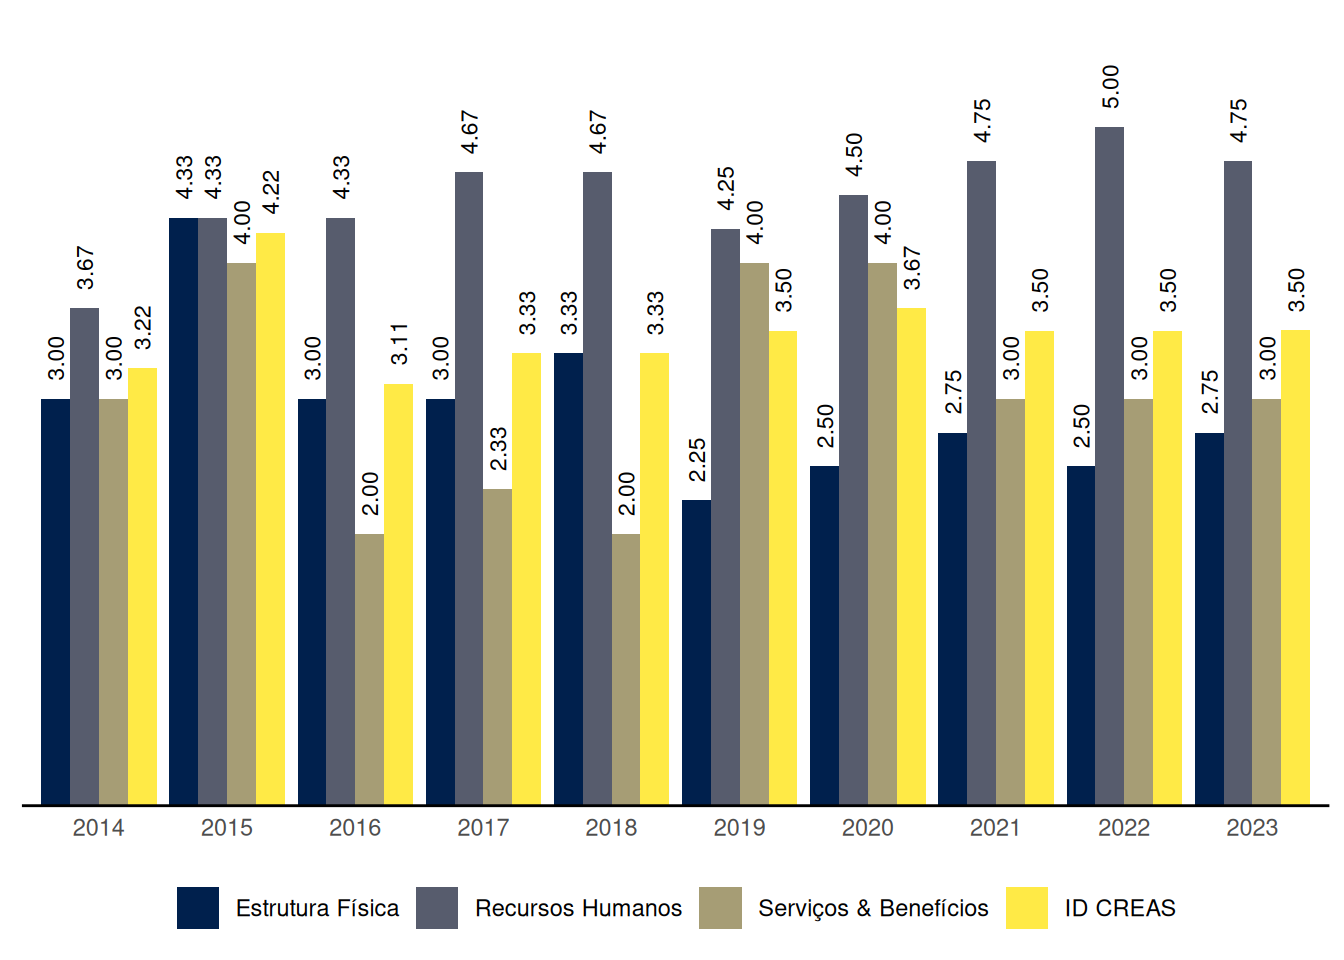 3.00 3.67 3.00 3.22
4.33 4.33 4.00 4.22
3.00 4.33 2.00 3.11
3.00 4.67 2.33 3.33
3.33 4.67 2.00 3.33
2.25 4.25 4.00 3.50
2.50 4.50 4.00 3.67
2.75 4.75 3.00 3.50
2.50 5.00 3.00 3.50
2.75 4.75 3.00 3.50
2014 2015 2016 2017 2018 2019 2020 2021 2022 2023
Estrutura Física Recursos Humanos Serviços & Benefícios ID CREAS